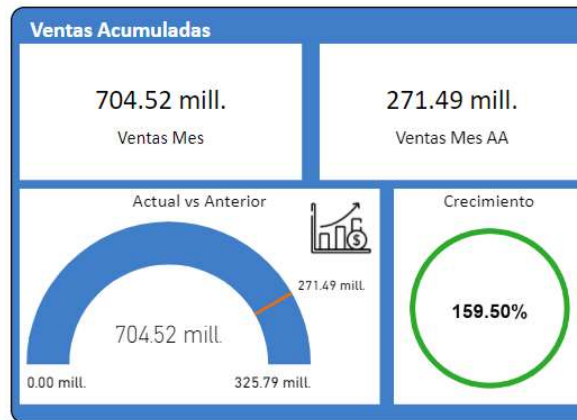 Ventas Acumuladas
704.52 mill.
Ventas Mes
271.49 mill.
Ventas Mes AA
Actual vs Anterior
271.49 mill.
704.52 mill.
0.00 mill.
325.79 mill.
Crecimiento
159.50%